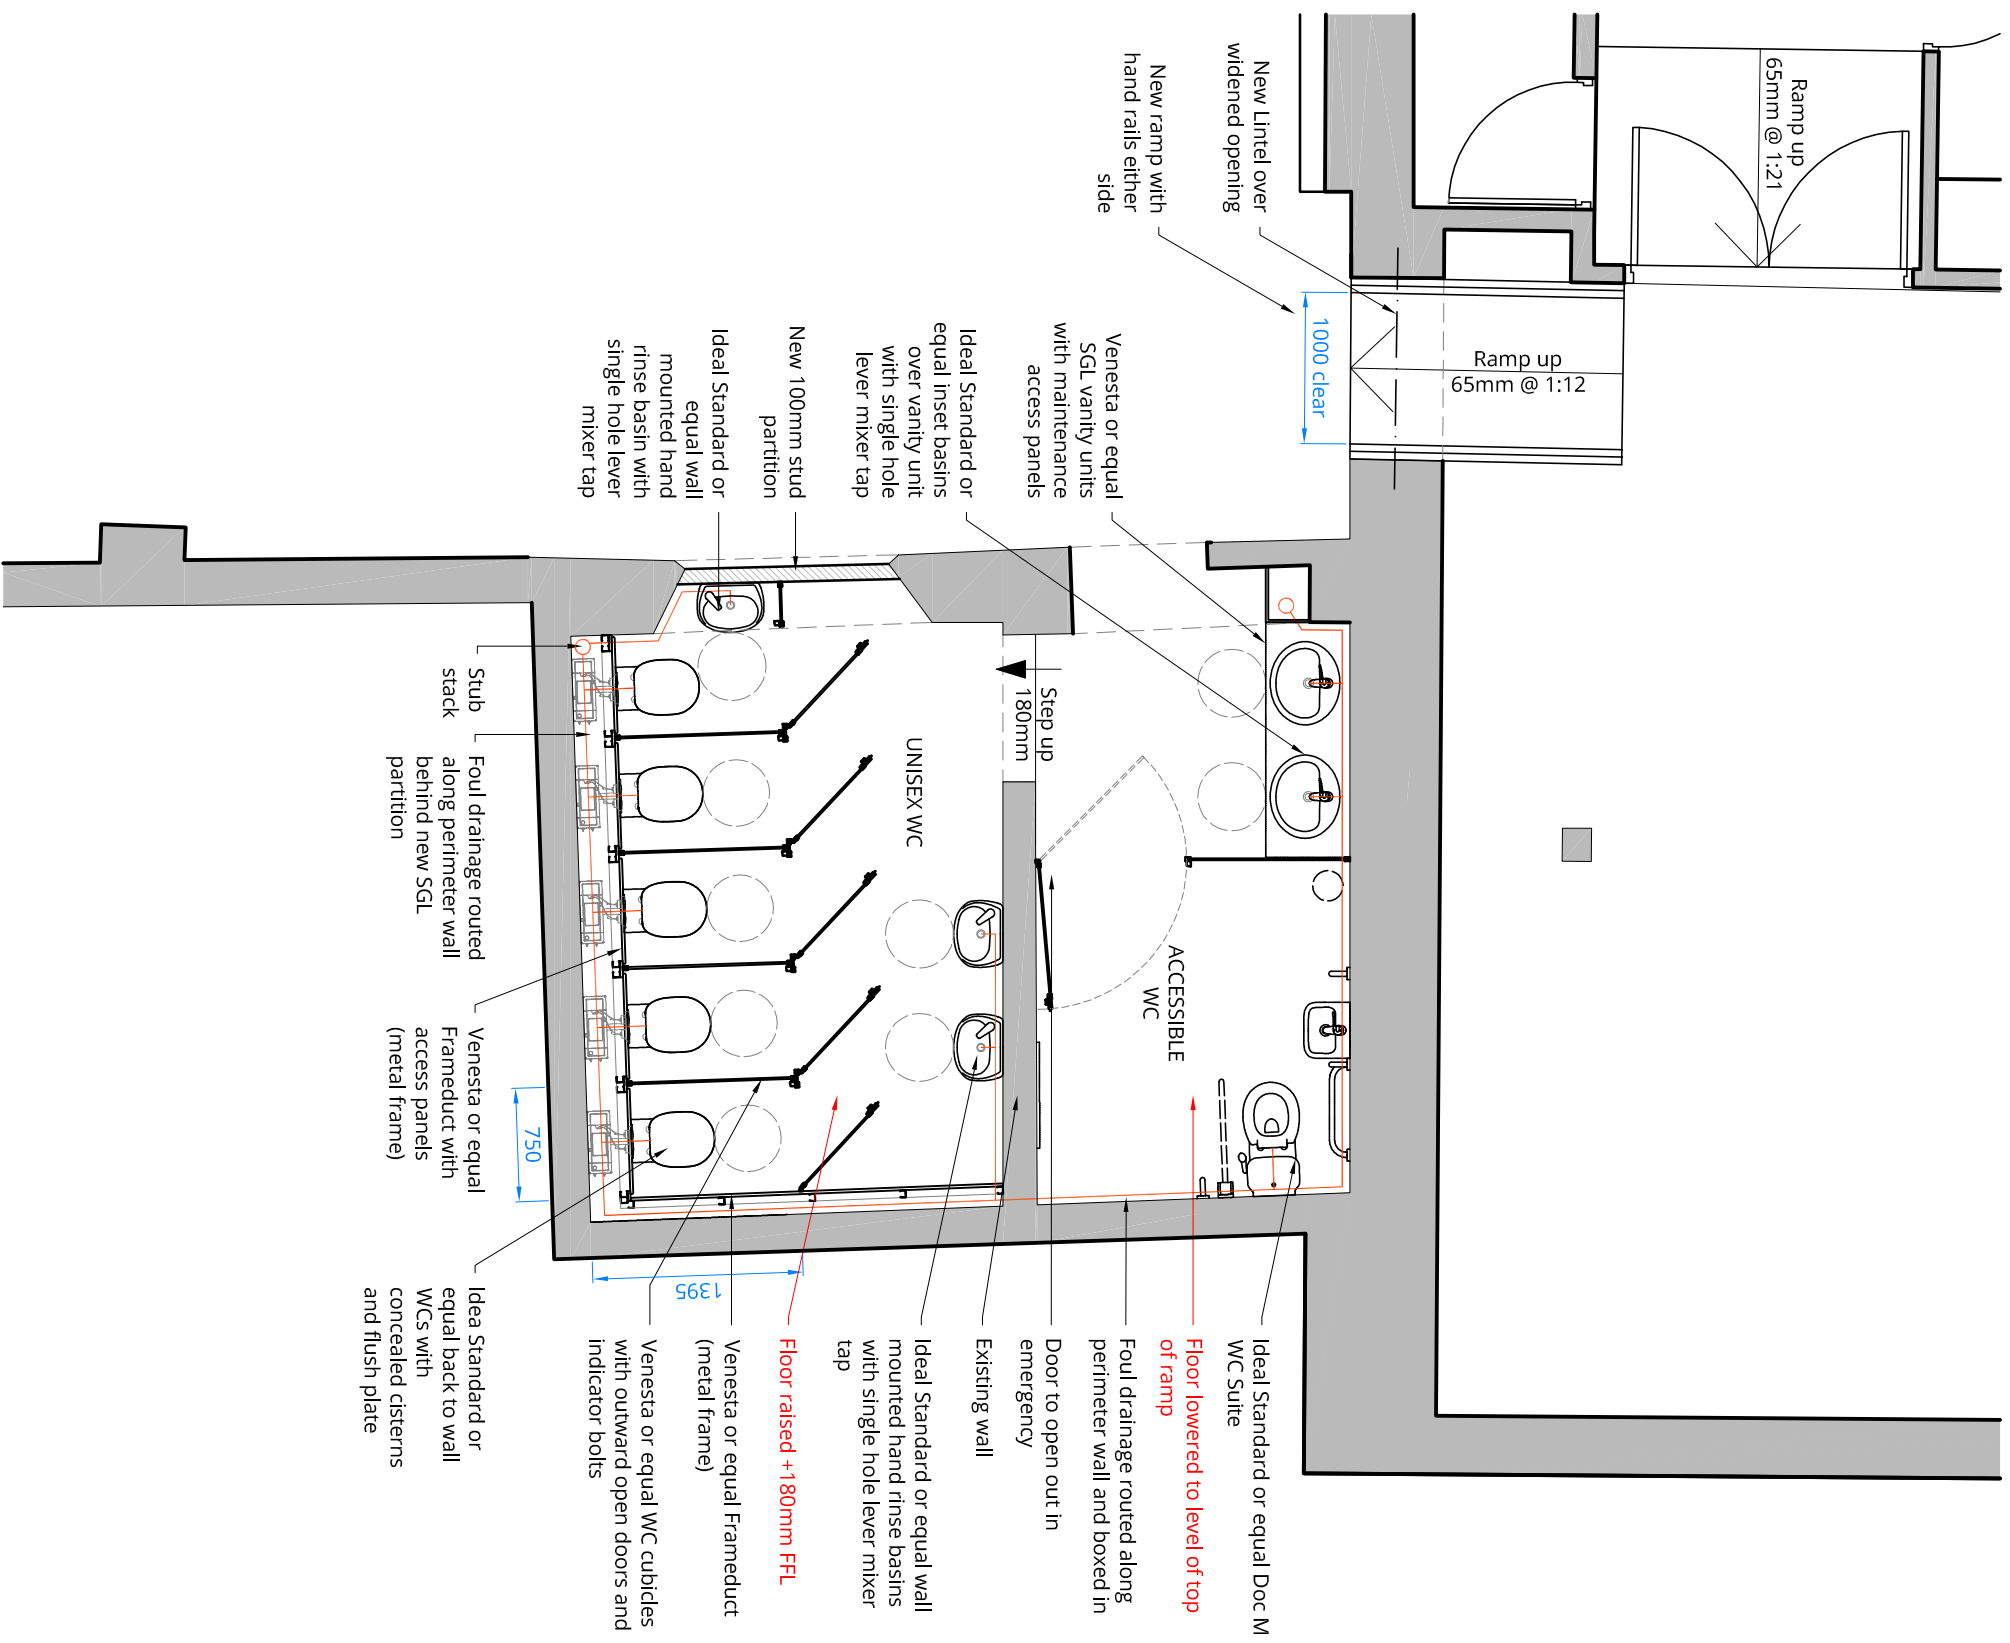 Ramp up
65mm @ 1:21
New Lintel over
widened opening
New ramp with
hand rails either
side
1000 clear
Ramp up
65mm @ 1:12
Venesta or equal
SGL vanity units
with maintenance
access panels
Ideal Standard or
equal inset basins
over vanity unit
with single hole
lever mixer tap
New 100mm stud
partition
Ideal Standard or
equal wall
mounted hand
rinse basin with
single hole lever
mixer tap
Step up
180mm
UNISEX WC
ACCESSIBLE
WC
Stub
stack
Foul drainage routed
along perimeter wall
behind new SGL
partition
Venesta or equal
Frameduct with
access panels
(metal frame)
750
1395
Idea Standard or
equal back to wall
WCs with
concealed cisterns
and flush plate
Ideal Standard or equal Doc M
WC Suite
Floor lowered to level of top
of ramp
Foul drainage routed along
perimeter wall and boxed in
Door to open out in
emergency
Existing wall
Ideal Standard or equal wall
mounted hand rinse basins
with single hole lever mixer
tap
Floor raised +180mm FFL
Venesta or equal Frameduct
(metal frame)
Venesta or equal WC cubicles
with outward open doors and
indicator bolts